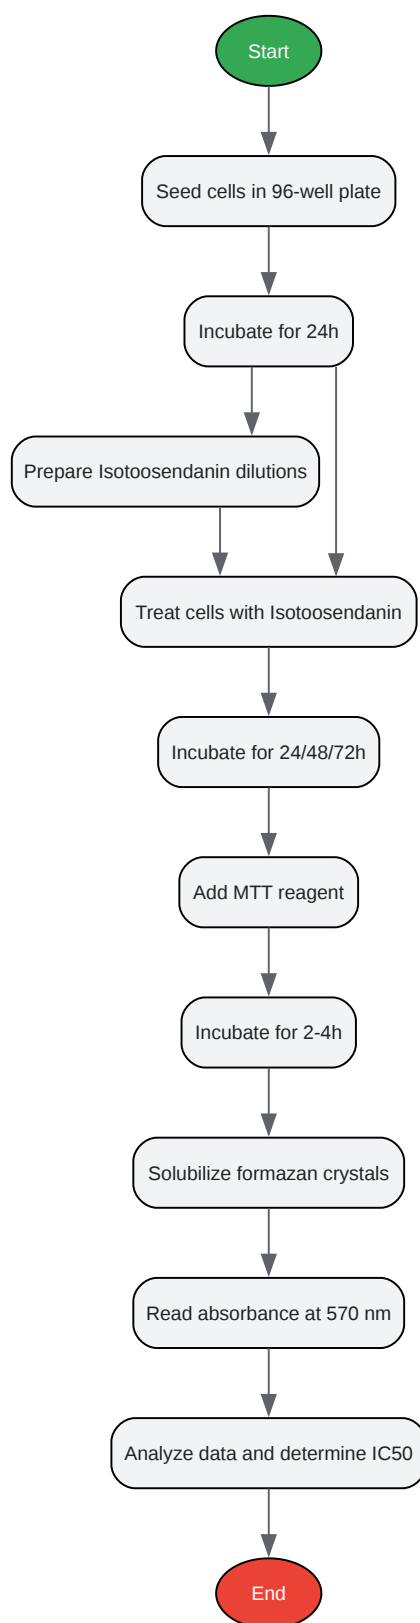 Start
Seed cells in 96-well plate
Incubate for 24h
Prepare Isotoosendanin dilutions
Treat cells with Isotoosendanin
Incubate for 24/48/72h
Add MTT reagent
Incubate for 2-4h
Solubilize formazan crystals
Read absorbance at 570 nm
Analyze data and determine IC50
End